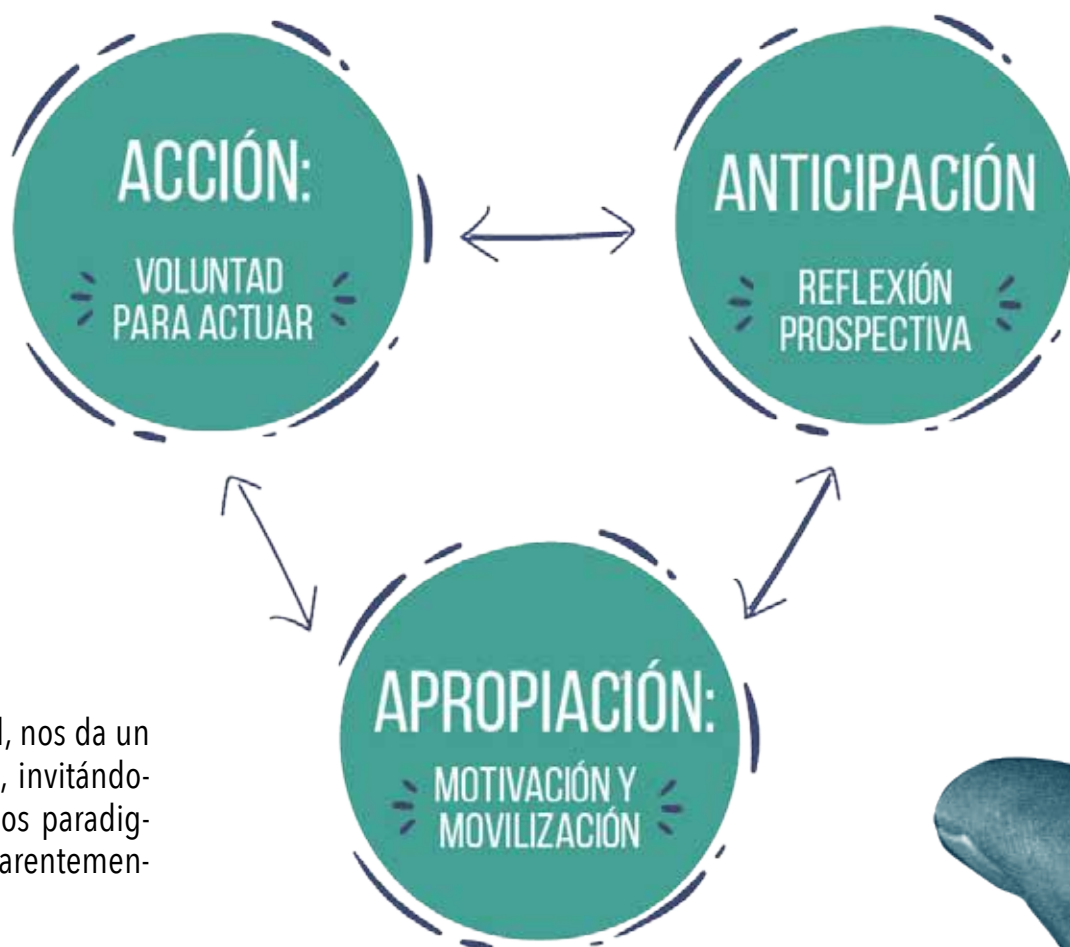 ACCIÓN:
VOLUNTAD
PARA ACTUAR
ANTICIPACIÓN
REFLEXIÓN
PROSPECTIVA
APROPIACIÓN:
MOTIVACIÓN Y
MOVILIZACIÓN
, nos da un
, invitándo-
os paradig-
arentemen-